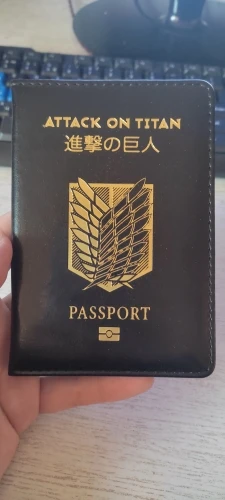 ATTACK ON TITAN
進撃の巨人
PASSPORT